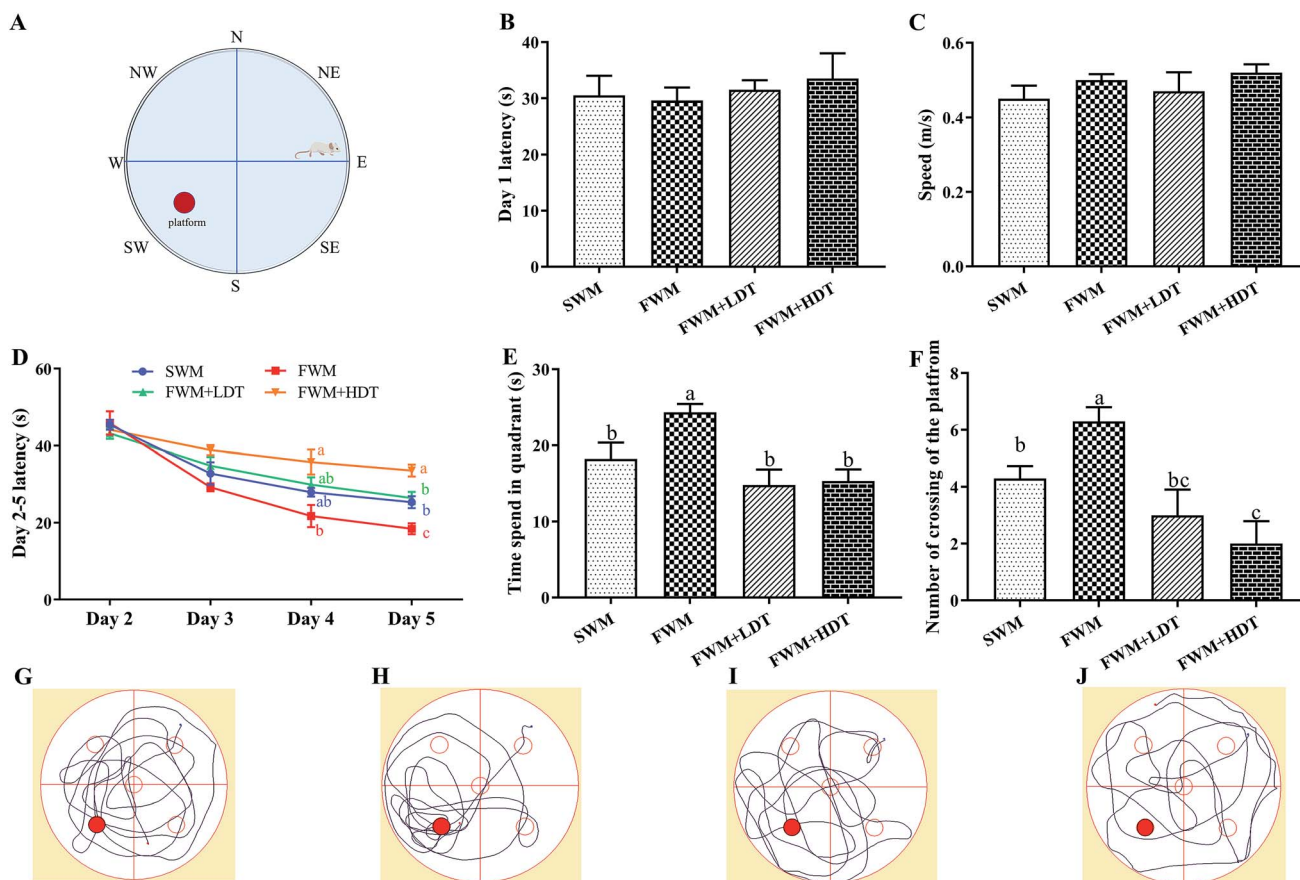 A
N
NW
NE
W
E
platform
SW
SE
S
B
Day 1 latency (s)
40
30
20
10
0
SWM
FWM
FWM+LDT
FWM+HDT
C
Speed (m/s)
0.6
0.4
0.2
0.0
SWM
FWM
FWM+LDT
FWM+HDT
D
Day 2-5 latency (s)
60
40
20
0
SWM
FWM
FWM+LDT
FWM+HDT
a
ab
ab
b
a
b
b
c
Day 2
Day 3
Day 4
Day 5
E
Time spend in quadrant (s)
30
20
10
0
b
a
b
b
SWM
FWM
FWM+LDT
FWM+HDT
F
Number of crossing of the platfrom
8
6
4
2
0
b
a
bc
c
SWM
FWM
FWM+LDT
FWM+HDT
G
H
I
J